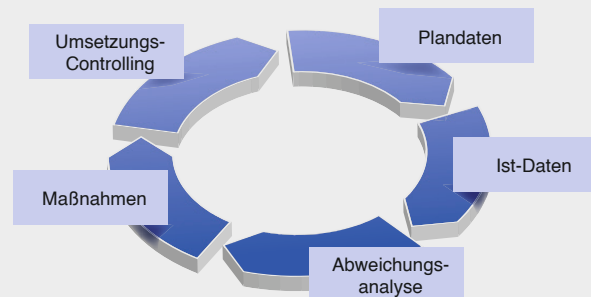 Plandaten
Ist-Daten
Abweichungs-
analyse
Maßnahmen
Umsetzungs-
Controlling